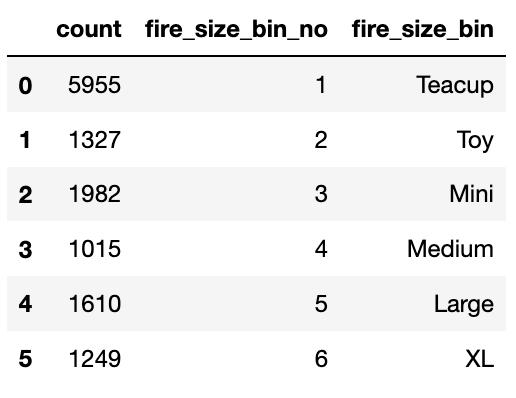 count fire_size_bin_no fire_size_bin
0 5955 1 Teacup
1 1327 2 Toy
2 1982 3 Mini
3 1015 4 Medium
4 1610 5 Large
5 1249 6 XL